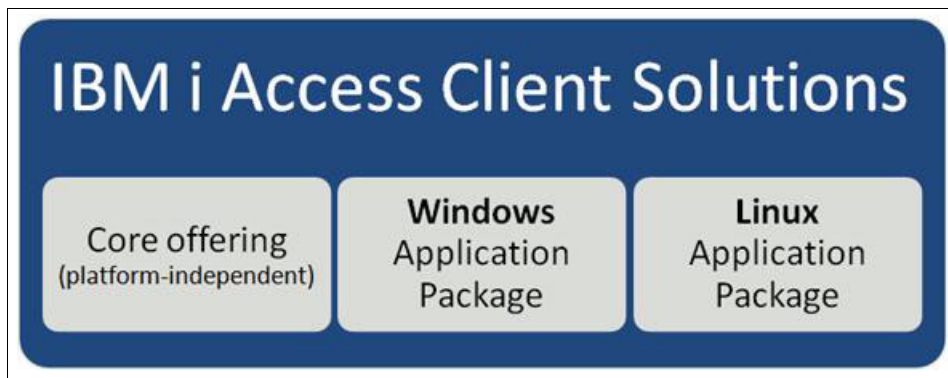 IBM i Access Client Solutions
Core offering
(platform-independent)
Windows
Application
Package
Linux
Application
Package